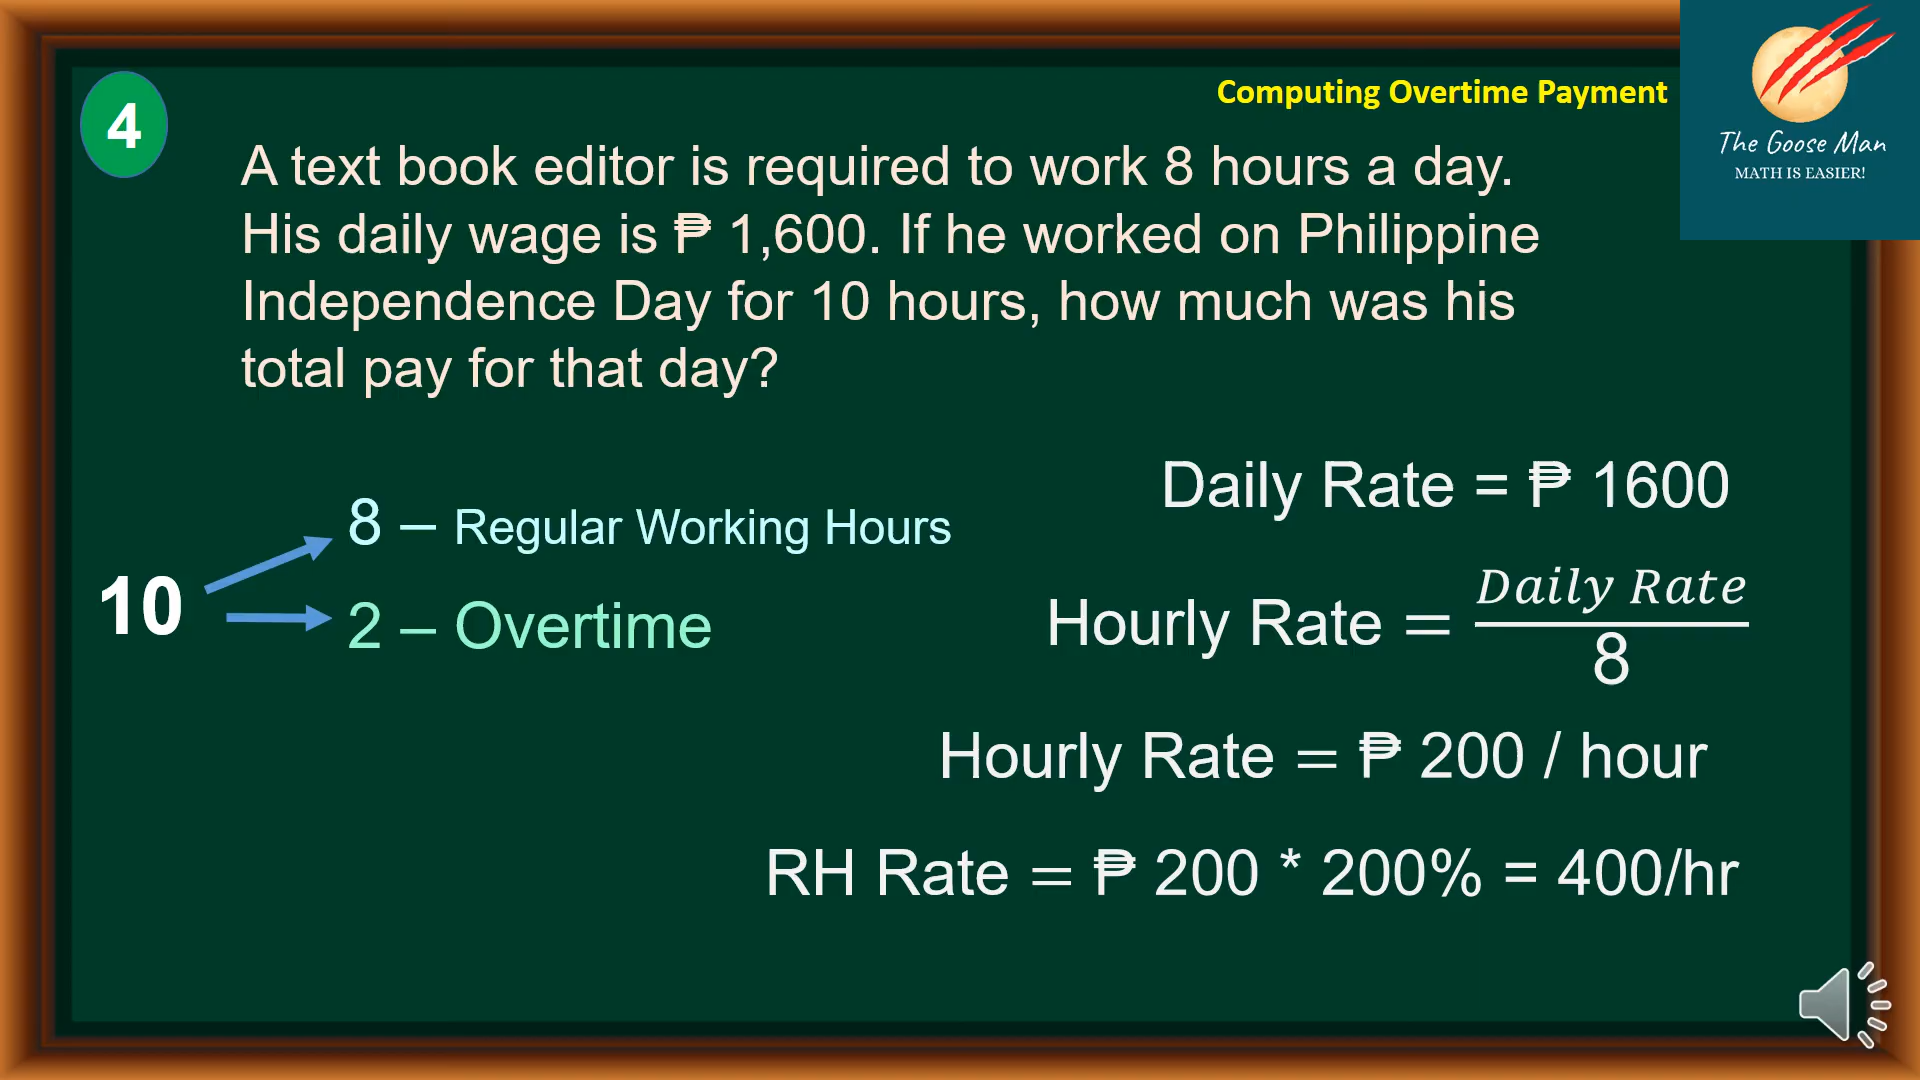 4
Computing Overtime Payment
The Goose Man
MATH IS EASIER!
A text book editor is required to work 8 hours a day.
His daily wage is ₱ 1,600. If he worked on Philippine
Independence Day for 10 hours, how much was his
total pay for that day?
10
8 – Regular Working Hours
2 – Overtime
Daily Rate = ₱ 1600
Hourly Rate = Daily Rate / 8
Hourly Rate = ₱ 200 / hour
RH Rate = ₱ 200 * 200% = 400/hr